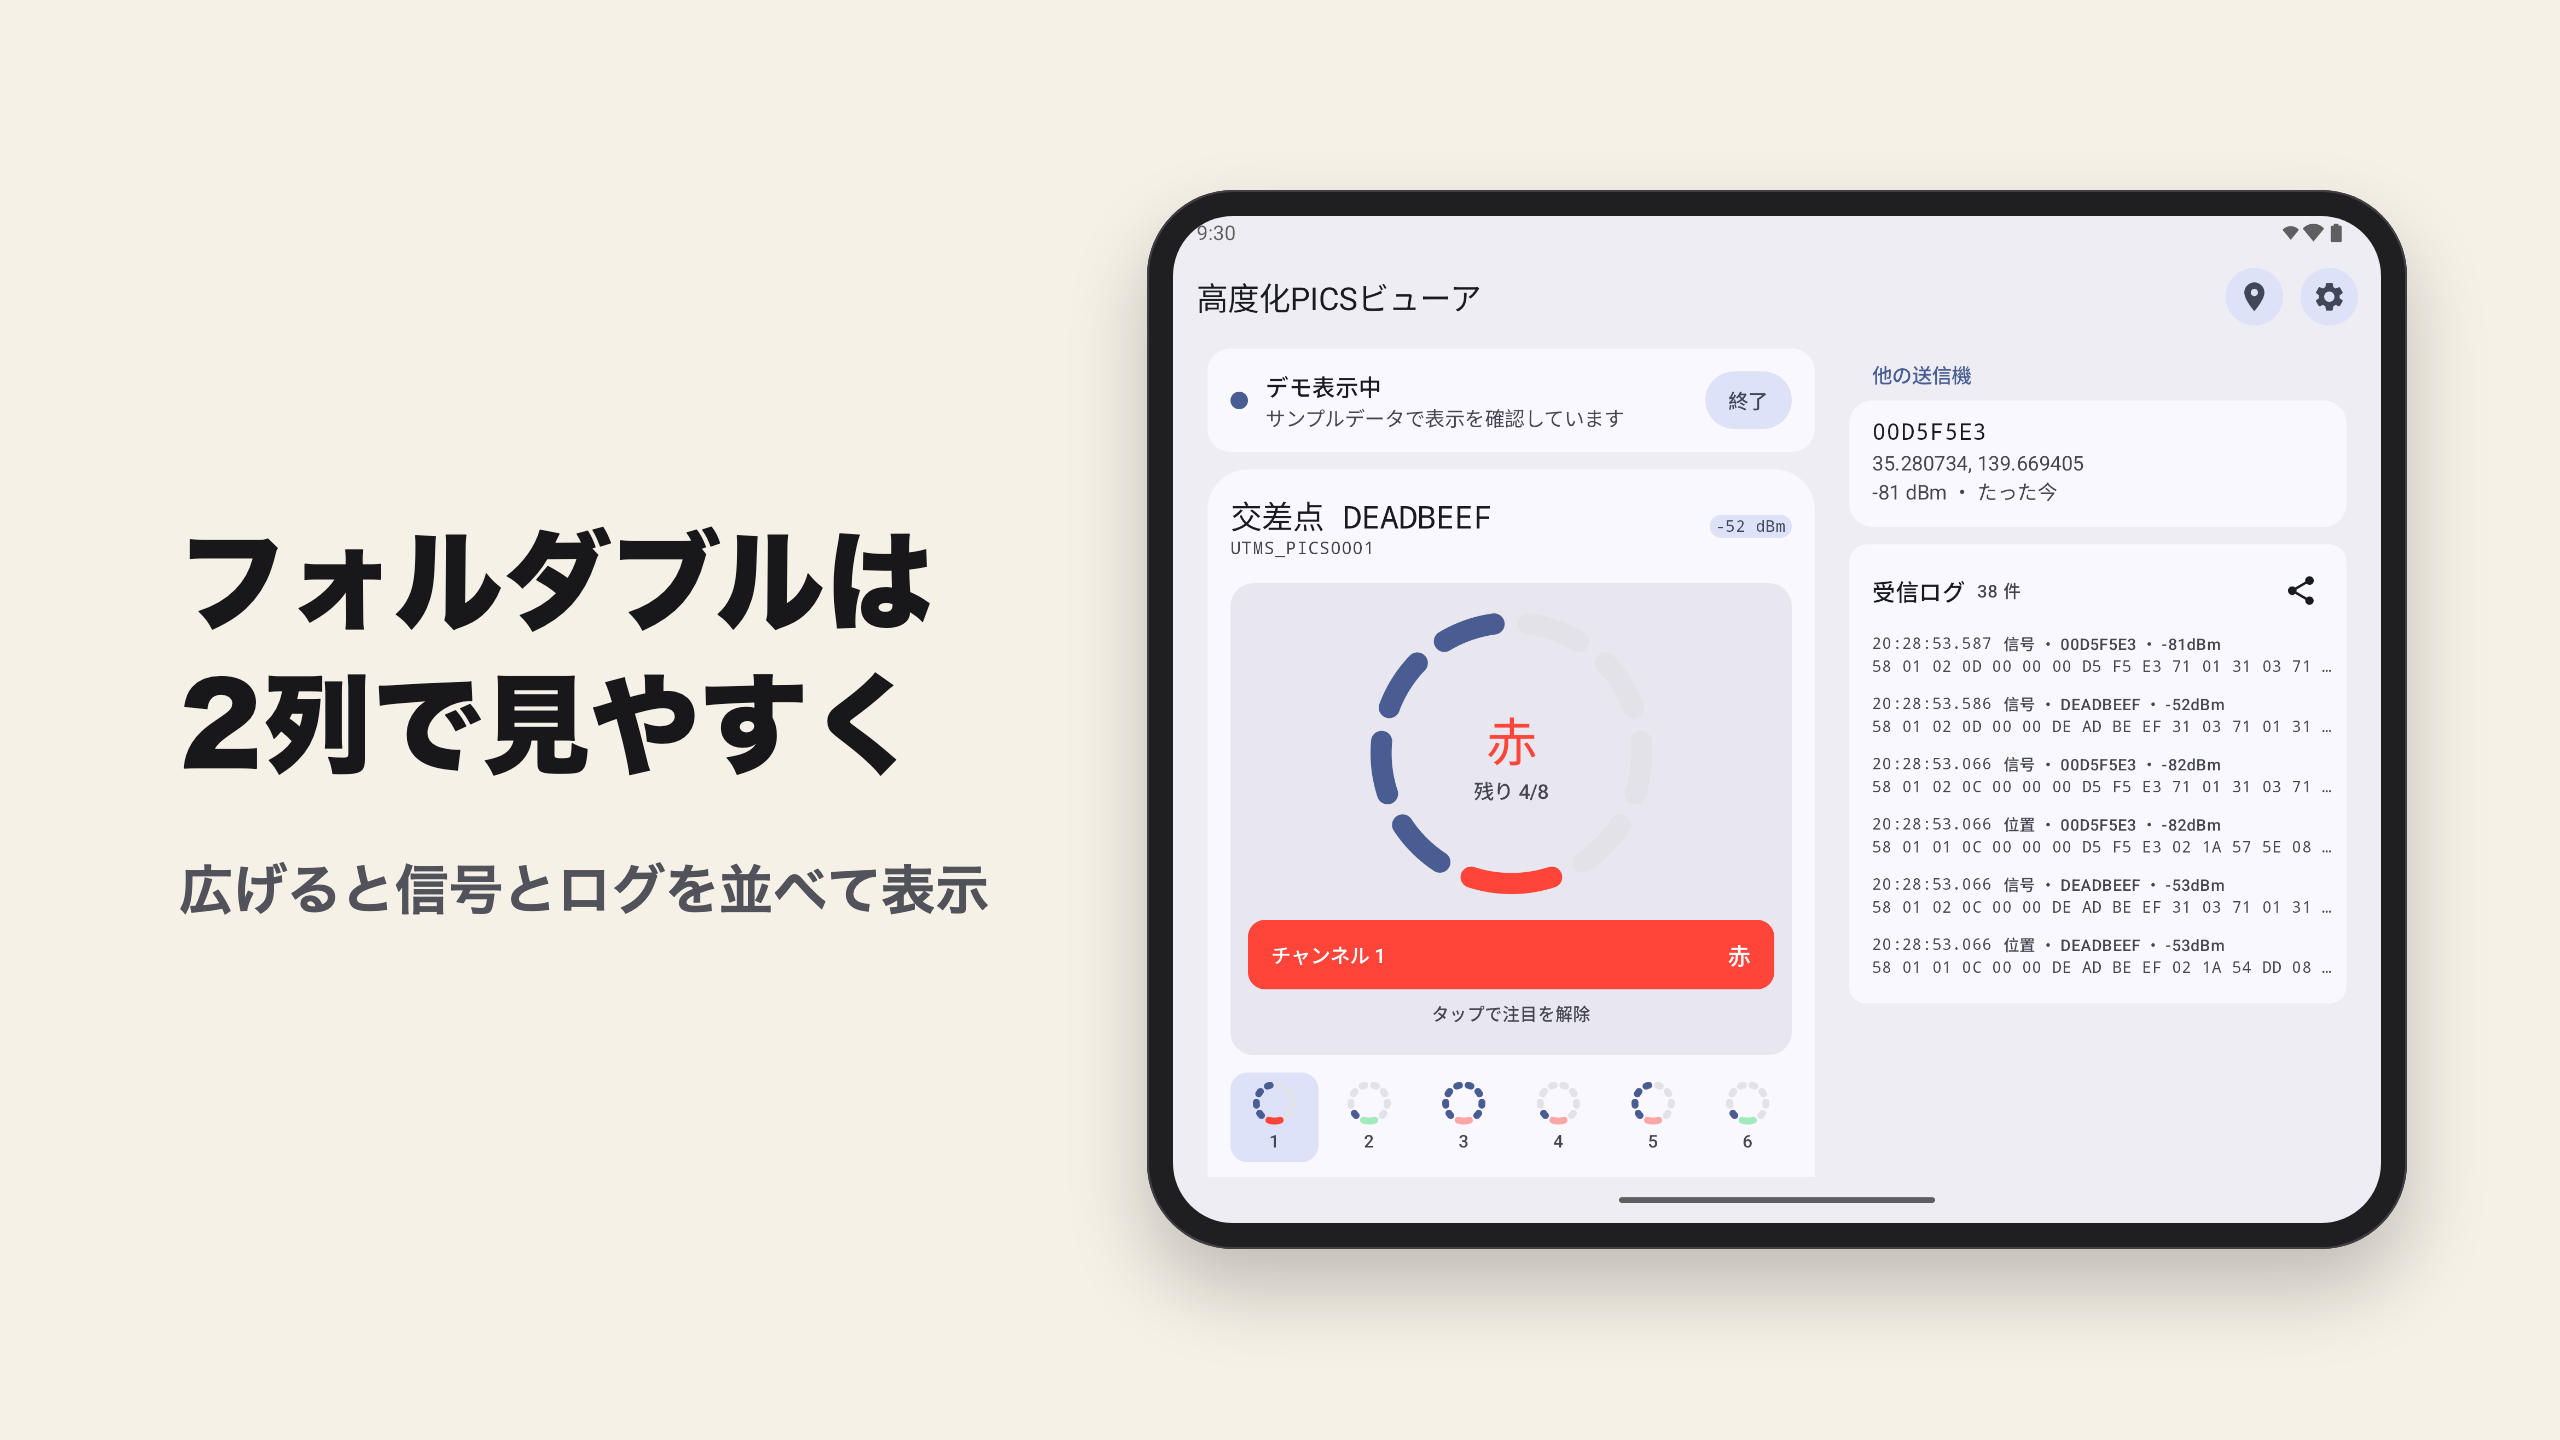 フォルダブルは
2列で見やすく
広げると信号とログを並べて表示
9:30
高度化PICSビューア
デモ表示中
サンプルデータで表示を確認しています
終了
交差点 DEADBEEF
UTMS_PICS0001
-52 dBm
赤
残り 4/8
チャンネル 1
赤
タップで注目を解除
1
2
3
4
5
6
他の送信機
00D5F5E3
35.280734, 139.669405
-81 dBm ・ たった今
受信ログ 38 件
20:28:53.587 信号 ・ 00D5F5E3 ・ -81dBm
58 01 02 0D 00 00 00 D5 F5 E3 71 01 31 03 71 …
20:28:53.586 信号 ・ DEADBEEF ・ -52dBm
58 01 02 0D 00 00 DE AD BE EF 31 03 71 01 31 …
20:28:53.066 信号 ・ 00D5F5E3 ・ -82dBm
58 01 02 0C 00 00 00 D5 F5 E3 71 01 31 03 71 …
20:28:53.066 位置 ・ 00D5F5E3 ・ -82dBm
58 01 01 0C 00 00 00 D5 F5 E3 02 1A 57 5E 08 …
20:28:53.066 信号 ・ DEADBEEF ・ -53dBm
58 01 02 0C 00 00 DE AD BE EF 31 03 71 01 31 …
20:28:53.066 位置 ・ DEADBEEF ・ -53dBm
58 01 01 0C 00 00 DE AD BE EF 02 1A 54 DD 08 …